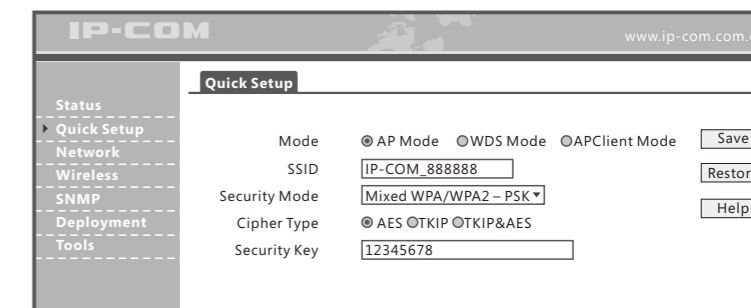 IP-COM
www.ip-com.com.
Quick Setup
Status
Quick Setup
Network
Wireless
SNMP
Deployment
Tools
Mode AP Mode WDS Mode APClient Mode
SSID IP-COM_888888
Security Mode Mixed WPA/WPA2 – PSK
Cipher Type AES TKIP TKIP&AES
Security Key 12345678
Save
Restor
Help